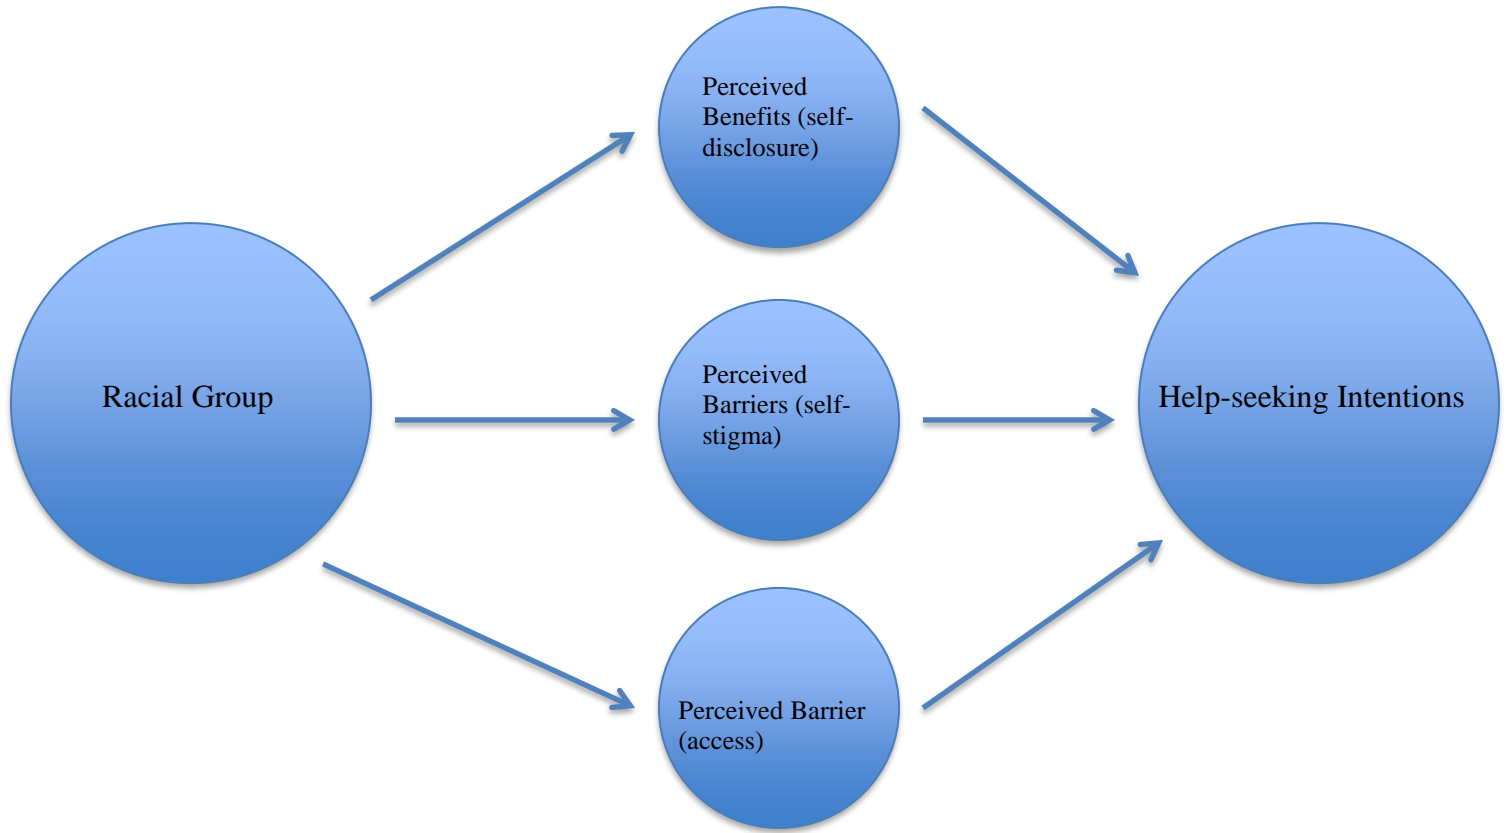 Perceived
Benefits (self-
disclosure)
Racial Group
Perceived
Barriers (self-
stigma)
Help-seeking Intentions
Perceived Barrier
(access)